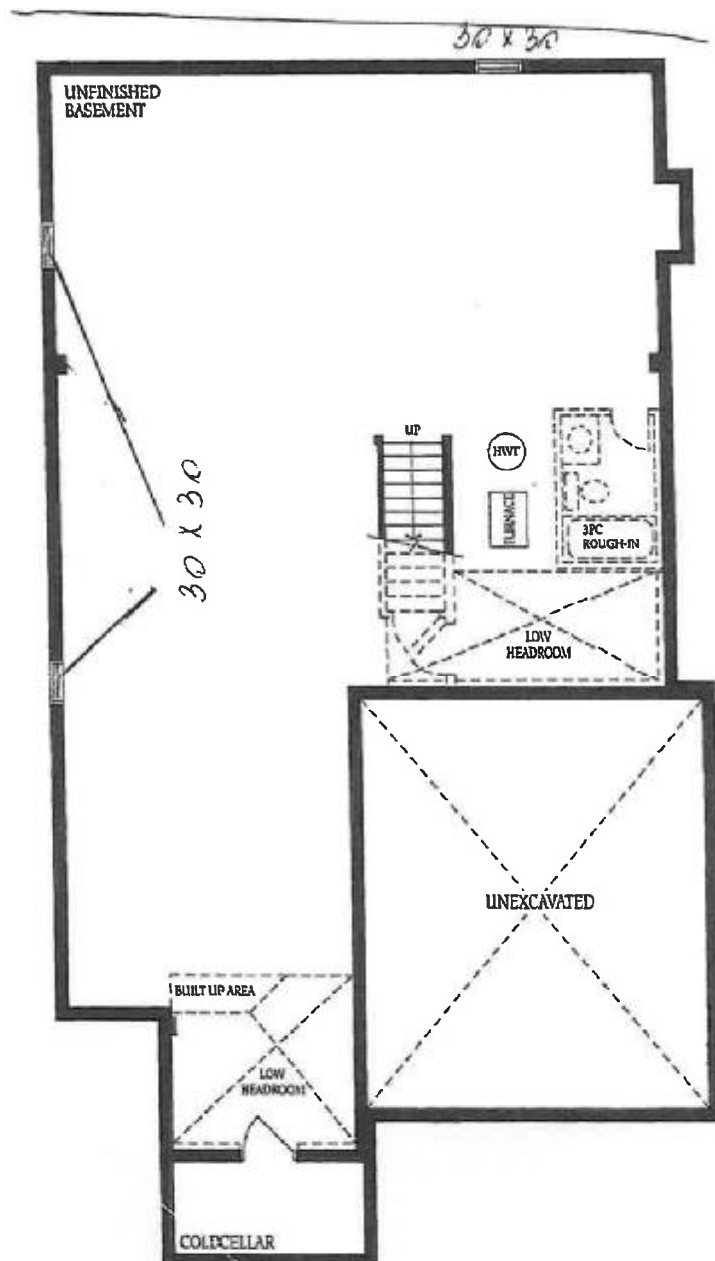 30 x 30
UNFINISHED
BASEMENT
30 x 30
UP
HWT
FURNACE
3PC
ROUGH-IN
LOW
HEADROOM
UNEXCAVATED
BUILT UP AREA
LOW
HEADROOM
COLDCELLAR